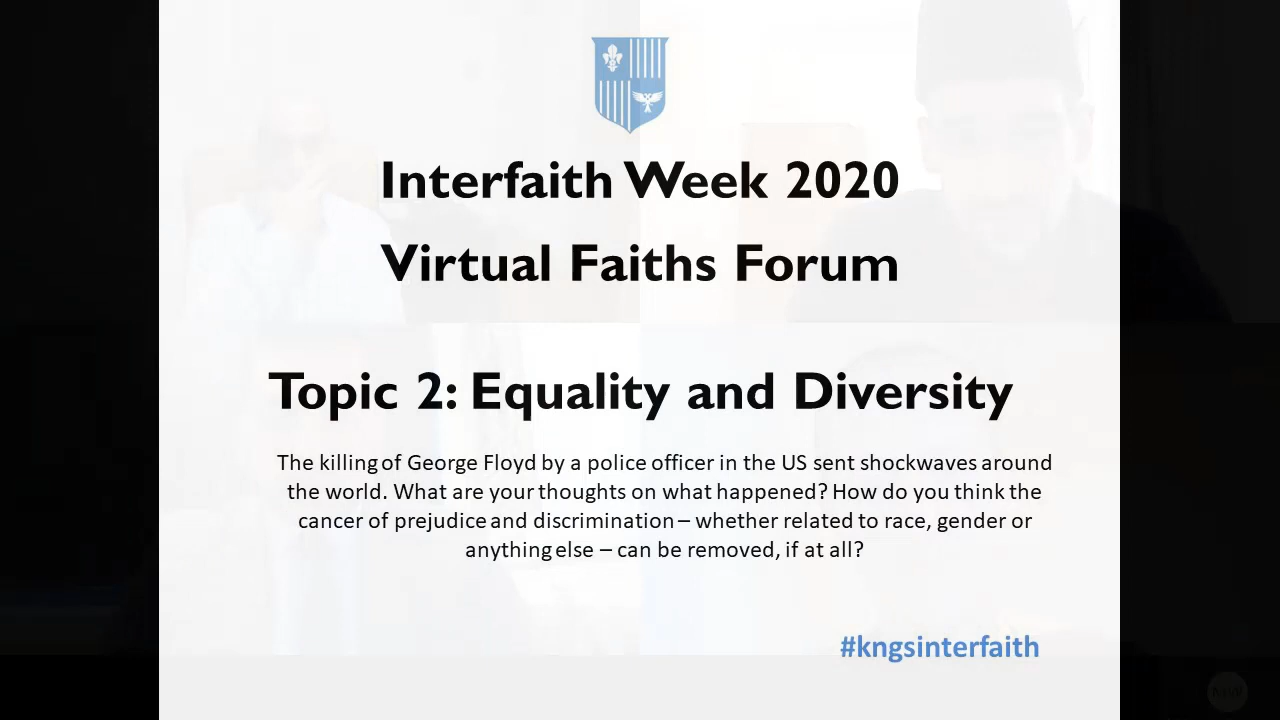 Interfaith Week 2020
Virtual Faiths Forum
Topic 2: Equality and Diversity
The killing of George Floyd by a police officer in the US sent shockwaves around
the world. What are your thoughts on what happened? How do you think the
cancer of prejudice and discrimination – whether related to race, gender or
anything else – can be removed, if at all?
#kngsinterfaith